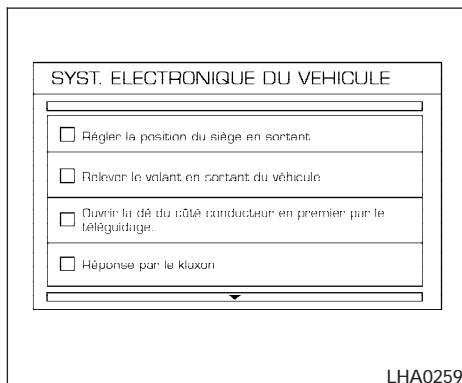 SYST. ELECTRONIQUE DU VEHICULE
Régler la position du siège en sortant
Relever le volant en sortant du véhicule
Ouvrir la dé du côté conducteur en premier par le
téléguidage.
Réponse par le klaxon
LHA0259